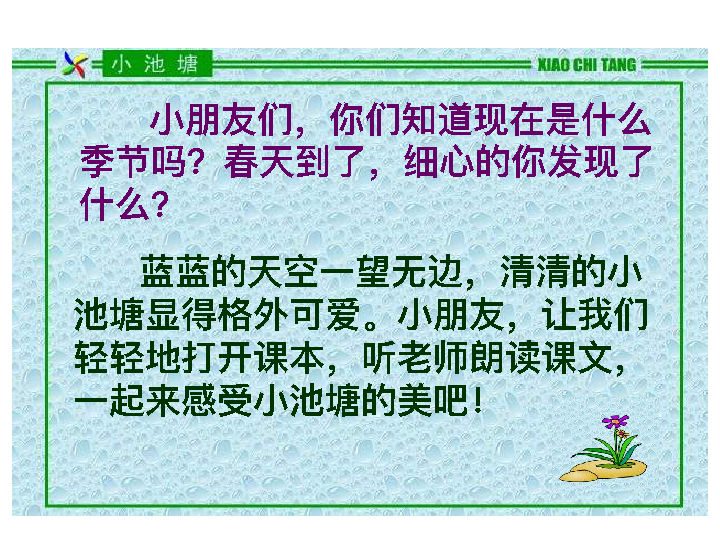 小池塘
XIAO CHI TANG
小朋友们，你们知道现在是什么
季节吗？春天到了，细心的你发现了
什么？
蓝蓝的天空一望无边，清清的小
池塘显得格外可爱。小朋友，让我们
轻轻地打开课本，听老师朗读课文，
一起来感受小池塘的美吧！